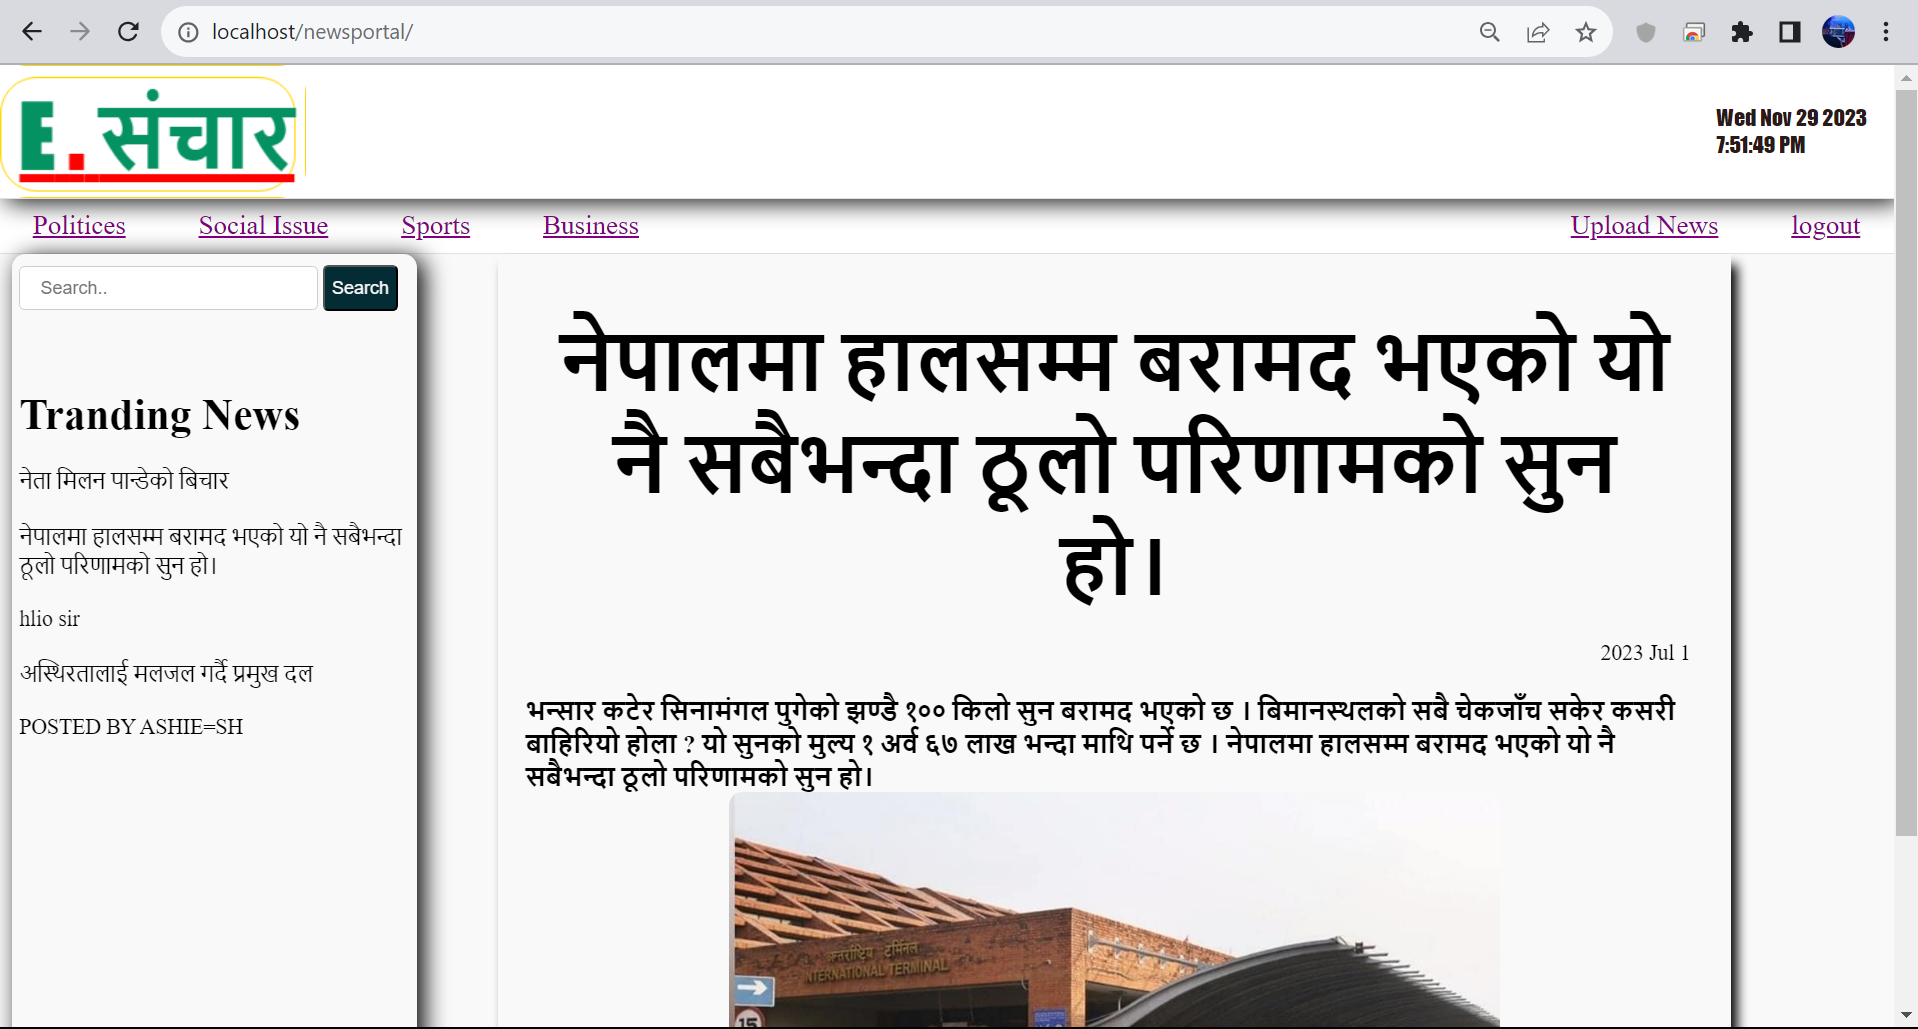 localhost/newsportal/
E.संचार
Wed Nov 29 2023
7:51:49 PM
Politices Social Issue Sports Business Upload News logout
Search.. Search
Tranding News
नेता मिलन पान्डेको बिचार
नेपालमा हालसम्म बरामद भएको यो नै सबैभन्दा
ठूलो परिणामको सुन हो।
hlio sir
अस्थिरतालाई मलजल गर्दै प्रमुख दल
POSTED BY ASHIE=SH
नेपालमा हालसम्म बरामद भएको यो
नै सबैभन्दा ठूलो परिणामको सुन
हो।
2023 Jul 1
भन्सार कटेर सिनामंगल पुगेको झण्डै १०० किलो सुन बरामद भएको छ । बिमानस्थलको सबै चेकजाँच सकेर कसरी
बाहिरियो होला ? यो सुनको मुल्य १ अर्व ६७ लाख भन्दा माथि पर्ने छ । नेपालमा हालसम्म बरामद भएको यो नै
सबैभन्दा ठूलो परिणामको सुन हो।
अन्तर्राष्ट्रिय टर्मिनल
INTERNATIONAL TERMINAL
15